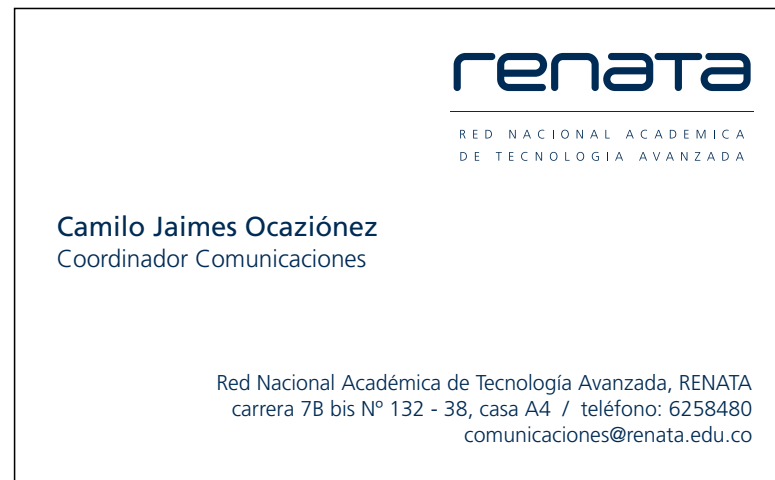 renata
RED NACIONAL ACADEMICA
DE TECNOLOGIA AVANZADA
Camilo Jaimes Ocaziónez
Coordinador Comunicaciones
Red Nacional Académica de Tecnología Avanzada, RENATA
carrera 7B bis Nº 132 - 38, casa A4 / teléfono: 6258480
comunicaciones@renata.edu.co